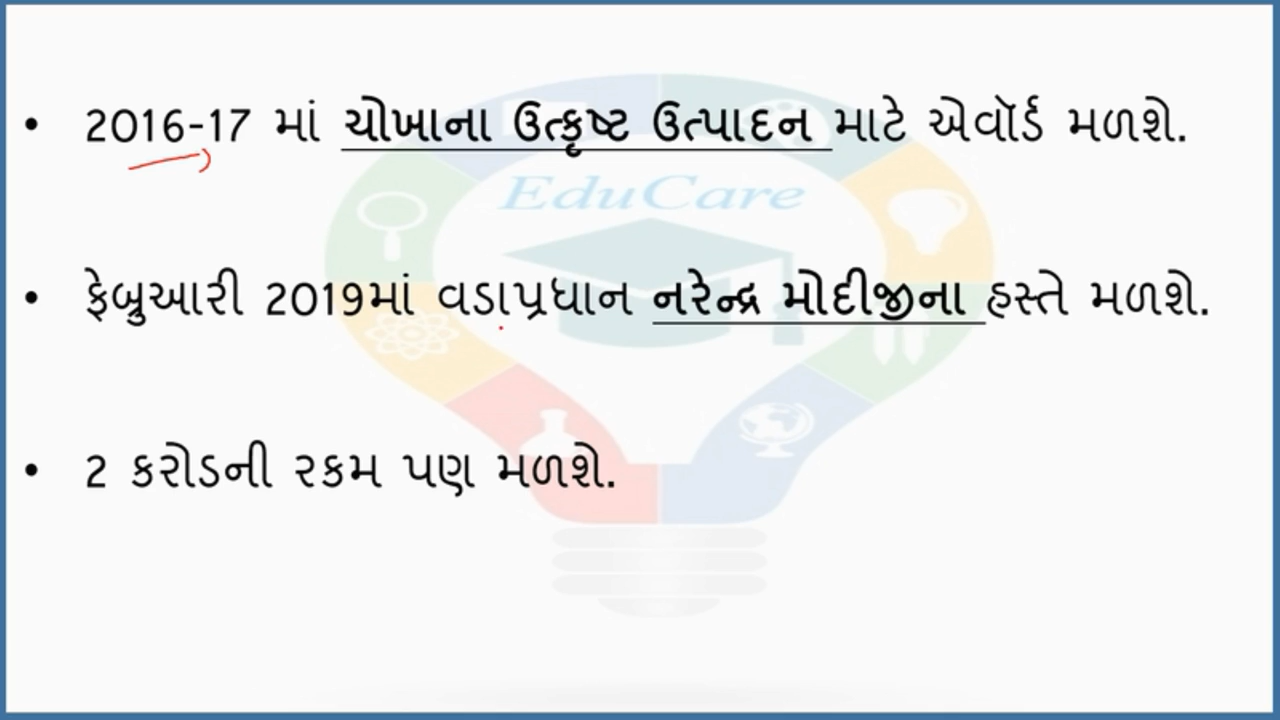 • 2016-17 માં ચોખાના ઉત્કૃષ્ટ ઉત્પાદન માટે એવૉર્ડ મળશે.
EduCare
• ફેબ્રુઆરી 2019માં વડાપ્રધાન નરેન્દ્ર મોદીજીના હસ્તે મળશે.
• 2 કરોડની રકમ પણ મળશે.